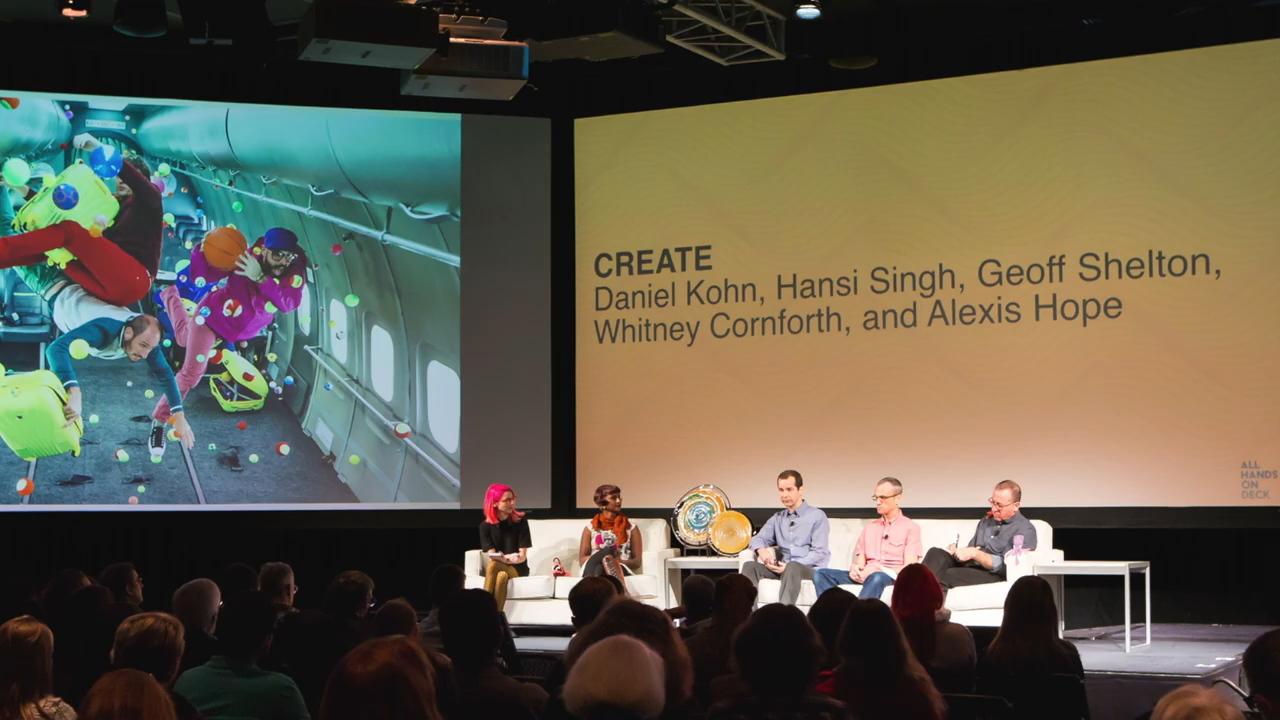 CREATE
Daniel Kohn, Hansi Singh, Geoff Shelton,
Whitney Cornforth, and Alexis Hope
ALL
HANDS
ON
DECK